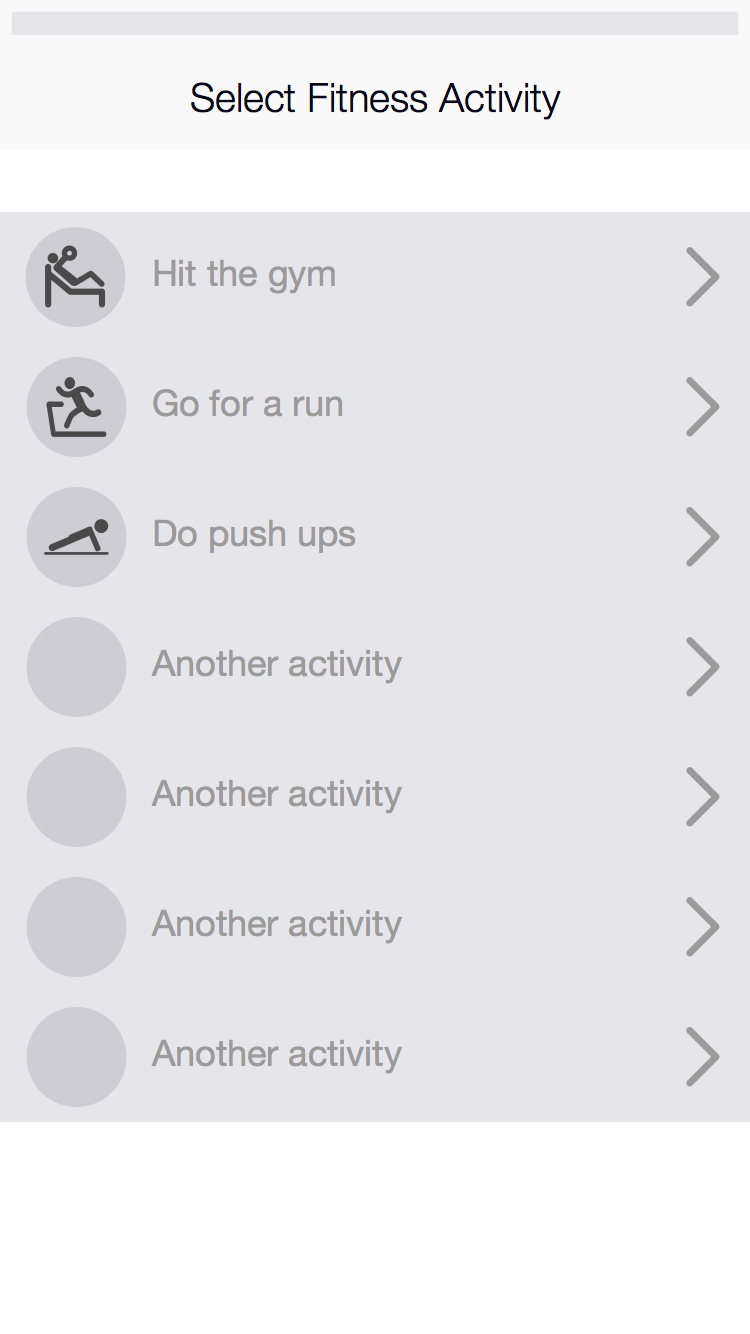 Select Fitness Activity
Hit the gym
Go for a run
Do push ups
Another activity
Another activity
Another activity
Another activity